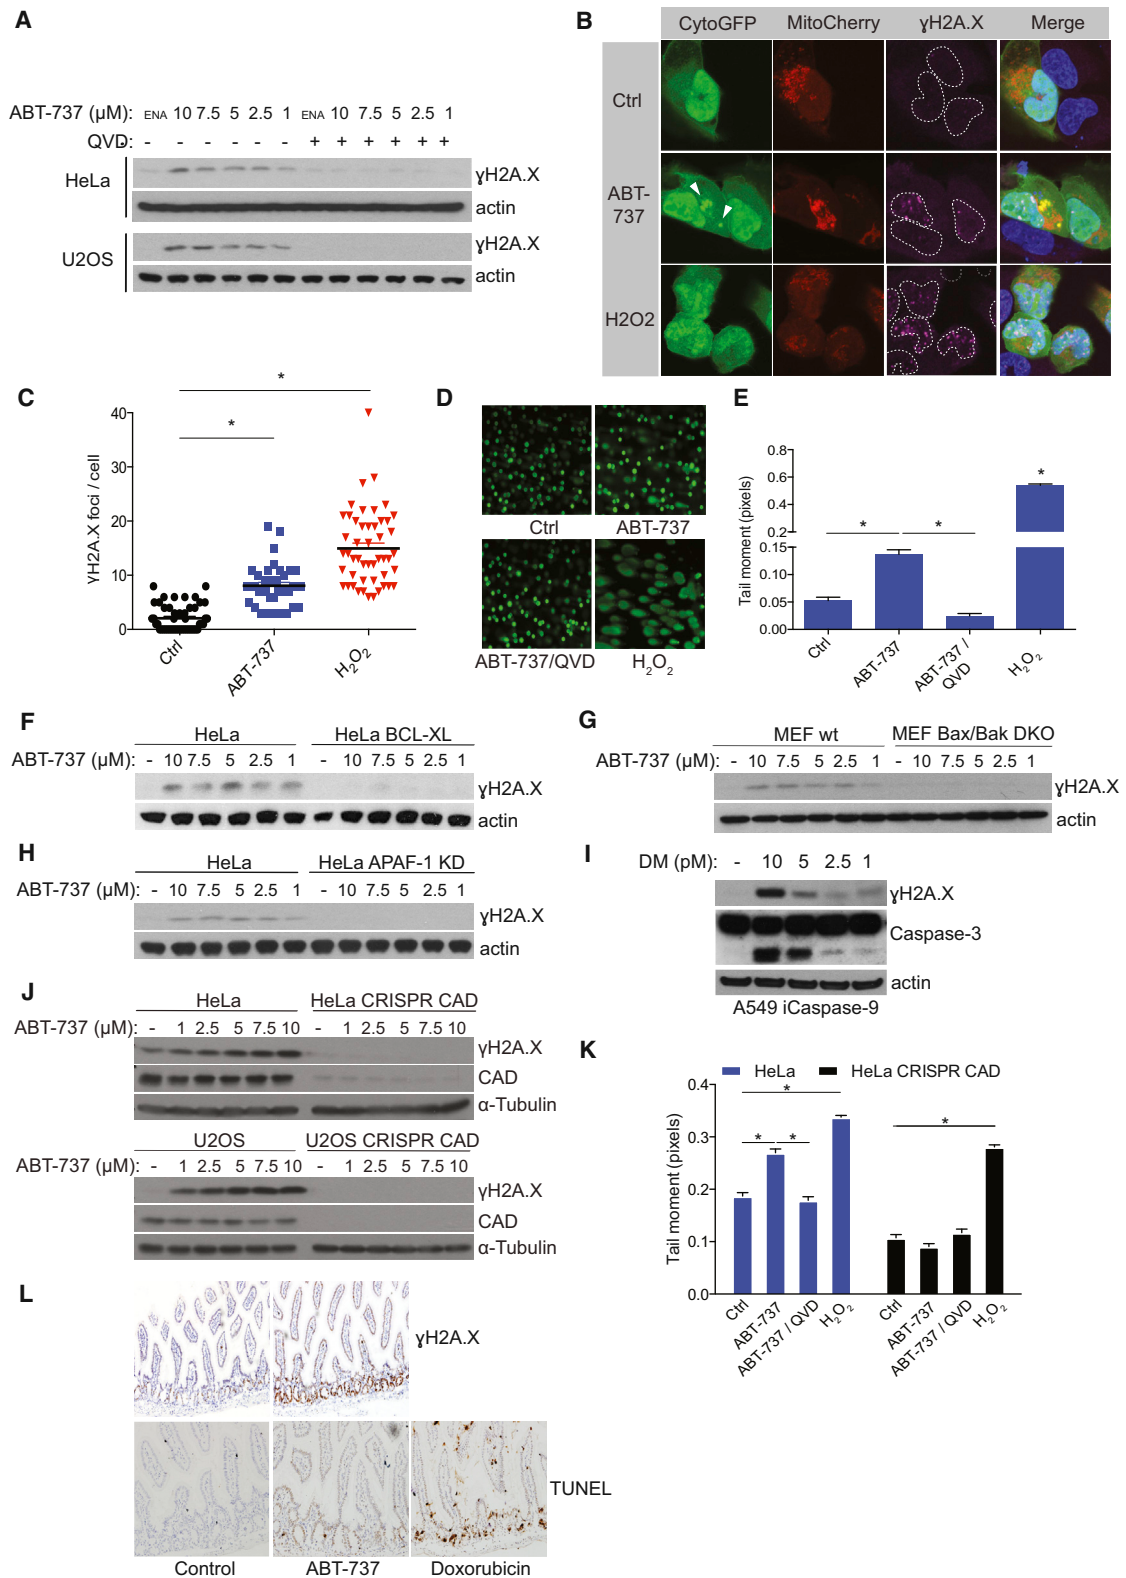 A
ABT-737 (µM): ENA 10 7.5 5 2.5 1 ENA 10 7.5 5 2.5 1
QVD: - - - - - - + + + + + +
HeLa
γH2A.X
actin
U2OS
γH2A.X
actin
B
CytoGFP MitoCherry γH2A.X Merge
Ctrl
ABT-
737
H2O2
C
γH2A.X foci / cell
40
30
20
10
0
* *
Ctrl ABT-737 H2O2
D
Ctrl ABT-737
ABT-737/QVD H2O2
E
Tail moment (pixels)
0.8
0.6
0.4
0.2
0.15
0.10
0.05
0.00
* * *
Ctrl ABT-737 ABT-737 / QVD H2O2
F
HeLa HeLa BCL-XL
ABT-737 (µM): - 10 7.5 5 2.5 1 - 10 7.5 5 2.5 1
γH2A.X
actin
G
MEF wt MEF Bax/Bak DKO
ABT-737 (µM): - 10 7.5 5 2.5 1 - 10 7.5 5 2.5 1
γH2A.X
actin
H
HeLa HeLa APAF-1 KD
ABT-737 (µM): - 10 7.5 5 2.5 1 - 10 7.5 5 2.5 1
γH2A.X
actin
I
DM (pM): - 10 5 2.5 1
γH2A.X
Caspase-3
actin
A549 iCaspase-9
J
HeLa HeLa CRISPR CAD
ABT-737 (µM): - 1 2.5 5 7.5 10 - 1 2.5 5 7.5 10
γH2A.X
CAD
α-Tubulin
U2OS U2OS CRISPR CAD
ABT-737 (µM): - 1 2.5 5 7.5 10 - 1 2.5 5 7.5 10
γH2A.X
CAD
α-Tubulin
K
HeLa HeLa CRISPR CAD
Tail moment (pixels)
0.4
0.3
0.2
0.1
0.0
* * * *
Ctrl ABT-737 ABT-737 / QVD H2O2 Ctrl ABT-737 ABT-737 / QVD H2O2
L
γH2A.X
TUNEL
Control ABT-737 Doxorubicin